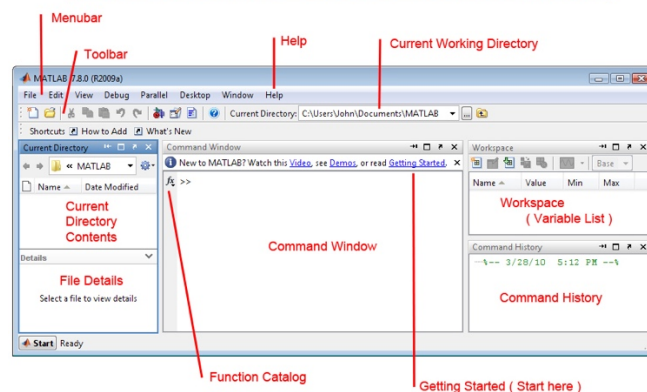 Menubar
Toolbar
Help
Current Working Directory
MATLAB 7.8.0 (R2009a)
File Edit View Debug Parallel Desktop Window Help
Current Directory: C:\Users\John\Documents\MATLAB
Shortcuts How to Add What's New
Current Directory
Command Window
Workspace
« MATLAB
New to MATLAB? Watch this Video, see Demos, or read Getting Started.
Base
Name Date Modified
fx >>
Name Value Min Max
Current
Directory
Contents
Workspace
( Variable List )
Command Window
Command History
Details
--%-- 3/28/10 5:12 PM --%
File Details
Select a file to view details
Command History
Start Ready
Function Catalog
Getting Started ( Start here )